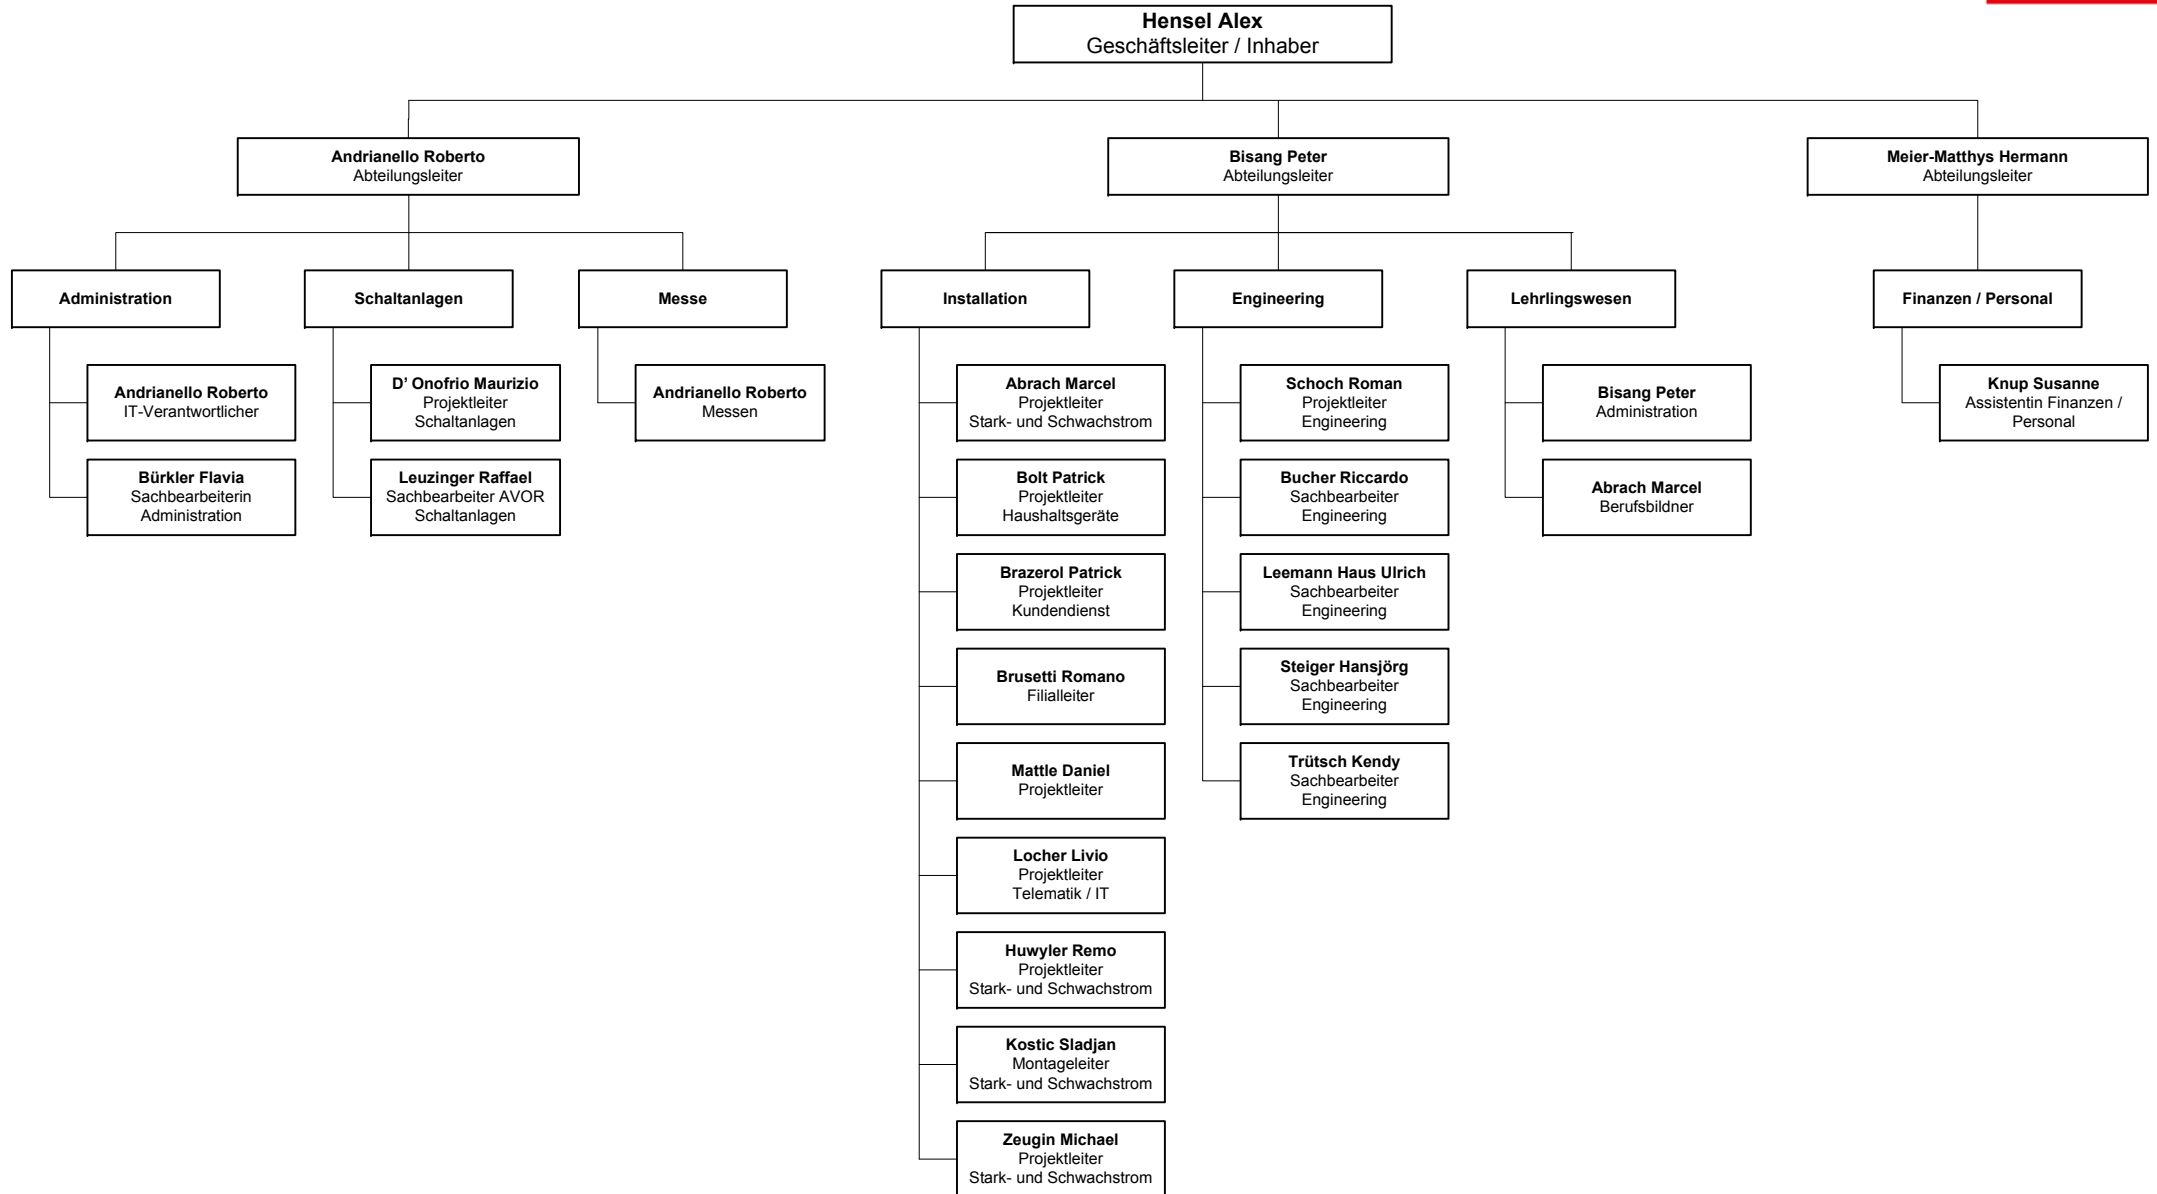 Hensel Alex
Geschäftsleiter / Inhaber
Andrianello Roberto
Abteilungsleiter
Bisang Peter
Abteilungsleiter
Meier-Matthys Hermann
Abteilungsleiter
Administration
Schaltanlagen
Messe
Installation
Engineering
Lehrlingswesen
Finanzen / Personal
Andrianello Roberto
IT-Verantwortlicher
Bürkler Flavia
Sachbearbeiterin
Administration
D' Onofrio Maurizio
Projektleiter
Schaltanlagen
Leuzinger Raffael
Sachbearbeiter AVOR
Schaltanlagen
Andrianello Roberto
Messen
Abrach Marcel
Projektleiter
Stark- und Schwachstrom
Bolt Patrick
Projektleiter
Haushaltsgeräte
Brazerol Patrick
Projektleiter
Kundendienst
Brusetti Romano
Filialleiter
Mattle Daniel
Projektleiter
Locher Livio
Projektleiter
Telematik / IT
Huwyler Remo
Projektleiter
Stark- und Schwachstrom
Kostic Sladjan
Montageleiter
Stark- und Schwachstrom
Zeugin Michael
Projektleiter
Stark- und Schwachstrom
Schoch Roman
Projektleiter
Engineering
Bucher Riccardo
Sachbearbeiter
Engineering
Leemann Haus Ulrich
Sachbearbeiter
Engineering
Steiger Hansjörg
Sachbearbeiter
Engineering
Trütsch Kendy
Sachbearbeiter
Engineering
Bisang Peter
Administration
Abrach Marcel
Berufsbildner
Knup Susanne
Assistentin Finanzen /
Personal